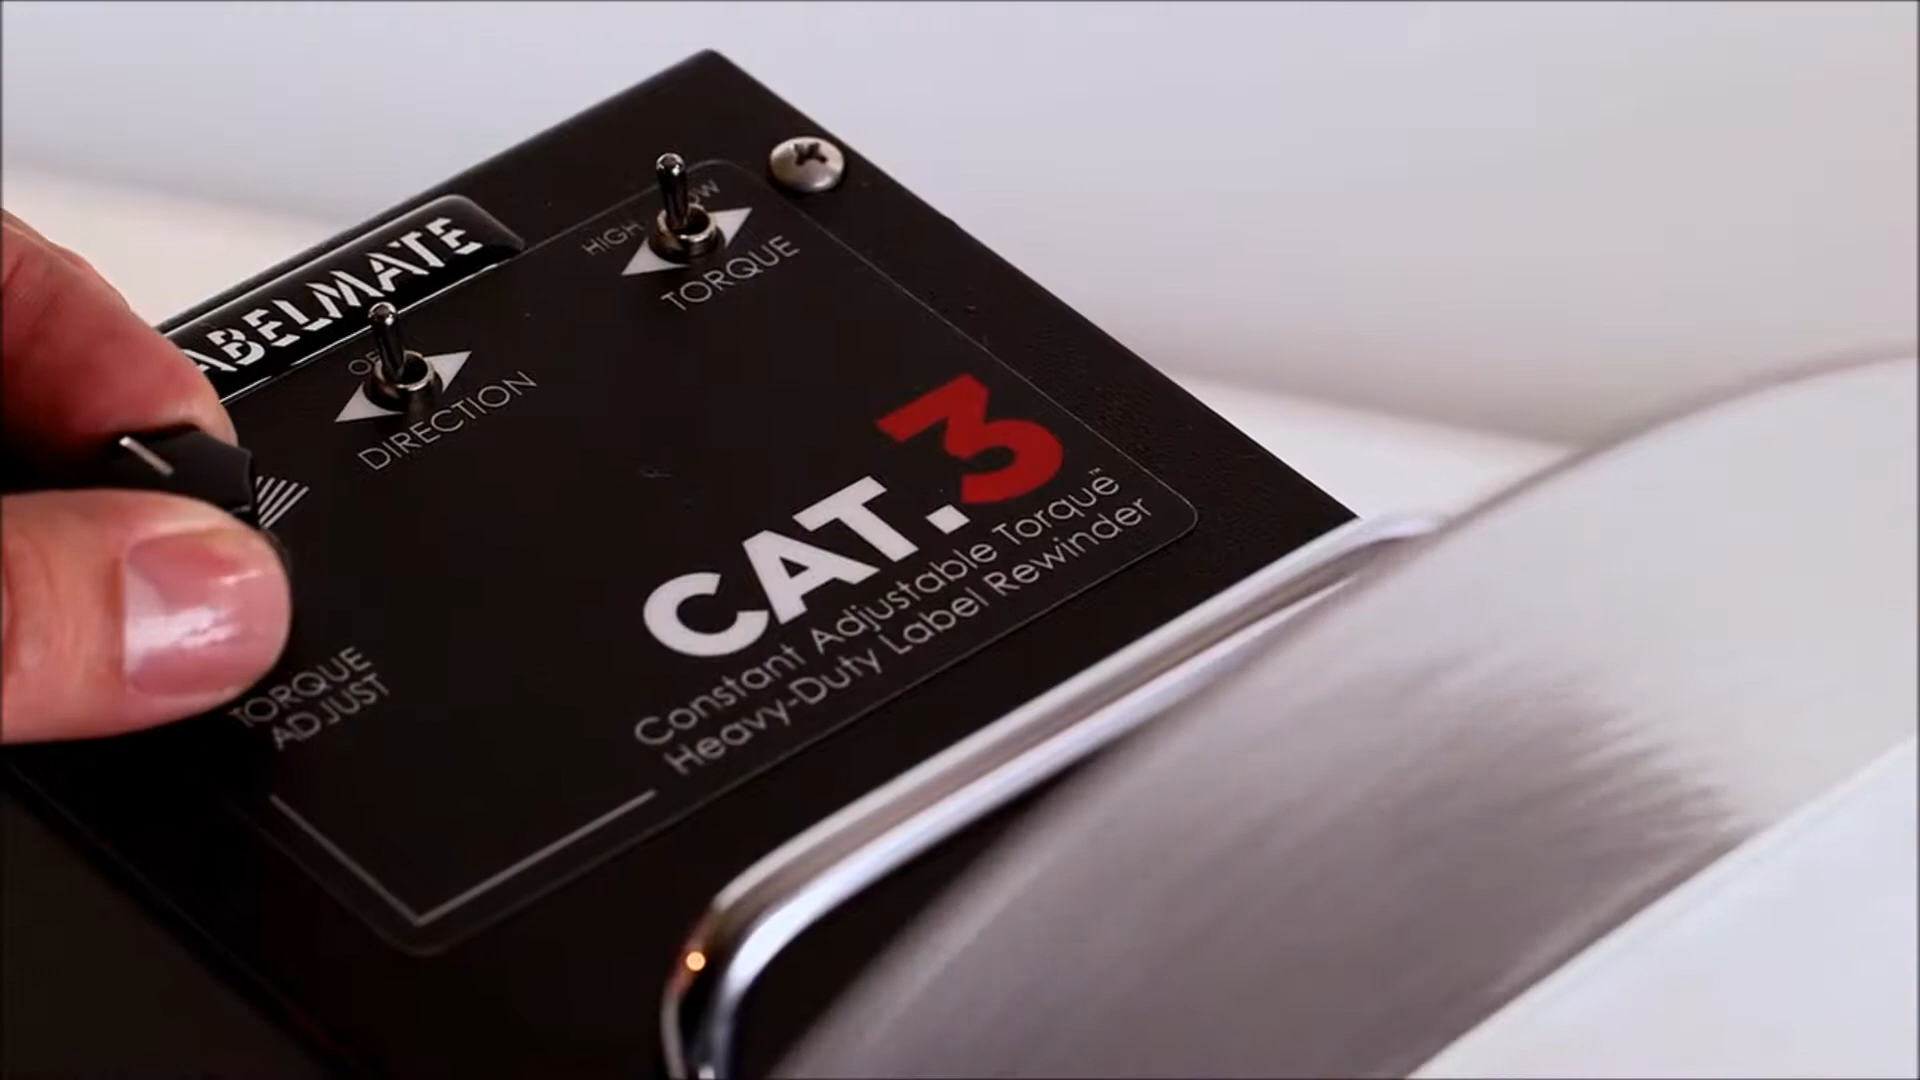 ABELMATE
HIGH
TORQUE
DIRECTION
CAT.3
Constant Adjustable Torque™
Heavy-Duty Label Rewinder
TORQUE
ADJUST